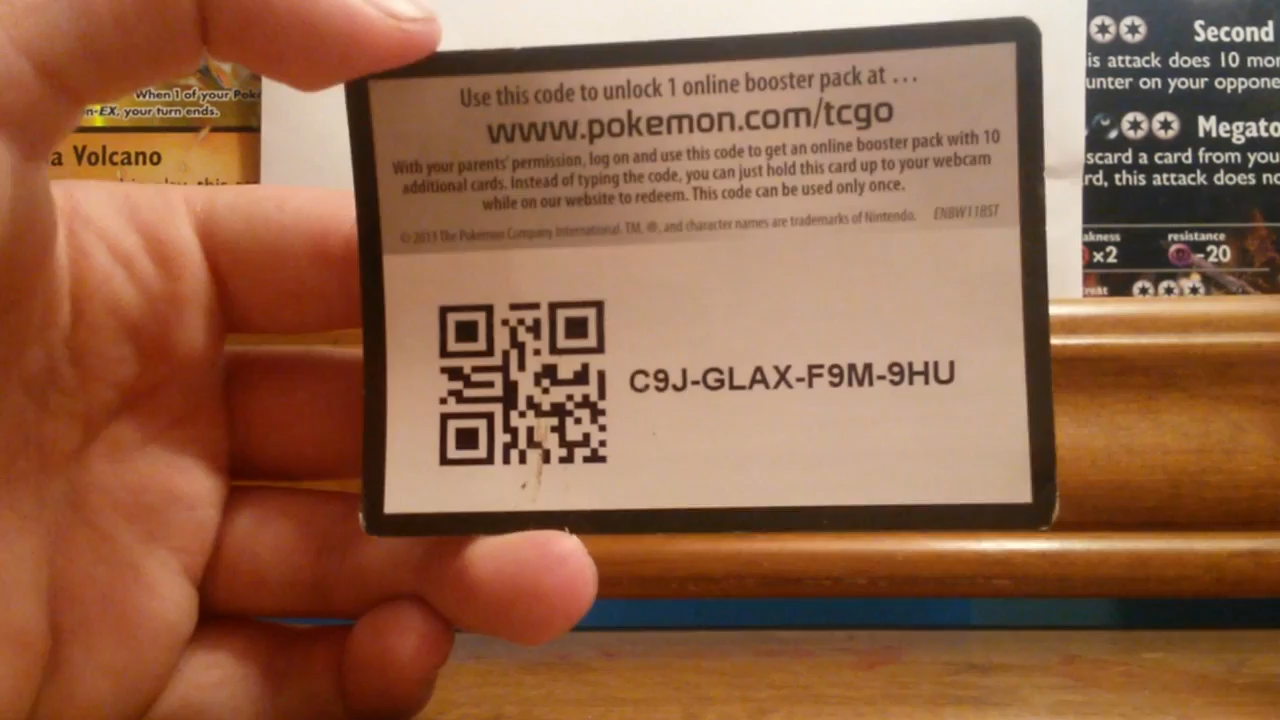 When 1 of your Poké
n-EX, your turn ends.
a Volcano
Use this code to unlock 1 online booster pack at ...
www.pokemon.com/tcgo
With your parents' permission, log on and use this code to get an online booster pack with 10
additional cards. Instead of typing the code, you can just hold this card up to your webcam
while on our website to redeem. This code can be used only once.
© 2013 The Pokémon Company International. TM, ®, and character names are trademarks of Nintendo. ENBW11BST
C9J-GLAX-F9M-9HU
Second
is attack does 10 mor
unter on your oppone
Megato
scard a card from you
rd, this attack does no
akness
resistance
x2
-20
treat